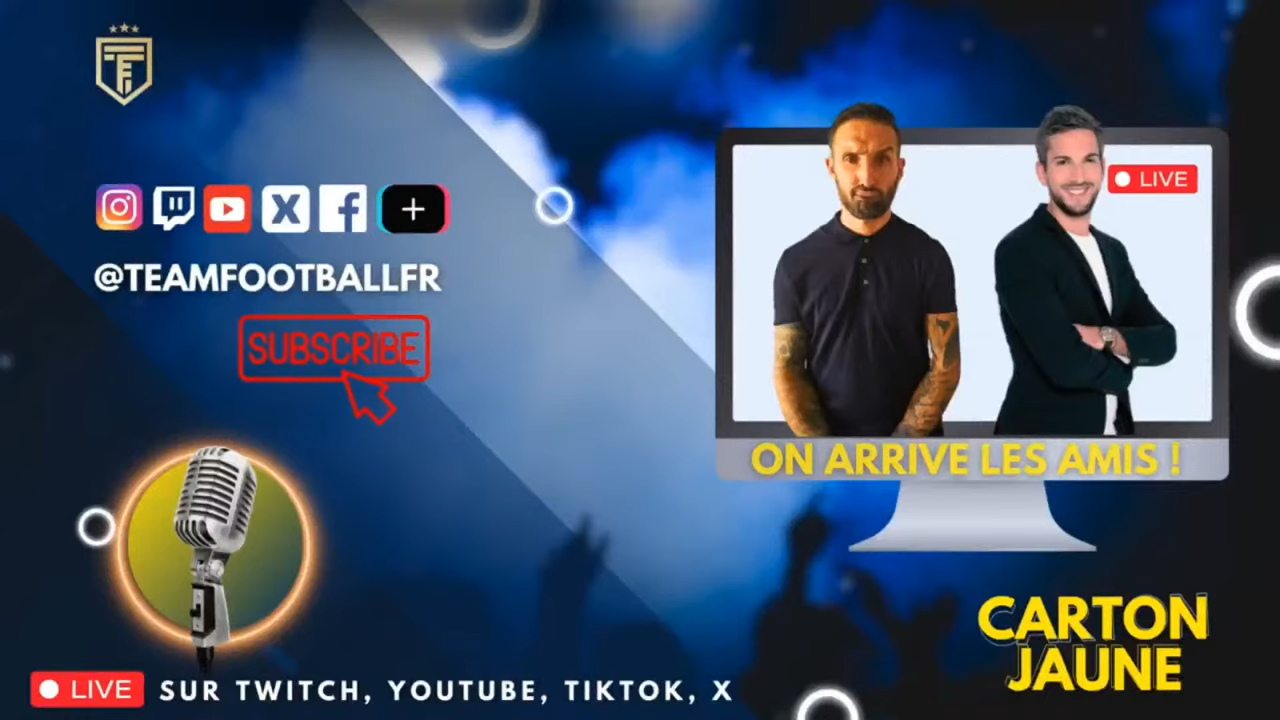 @TEAMFOOTBALLFR
SUBSCRIBE
LIVE
ON ARRIVE LES AMIS !
CARTON
JAUNE
LIVE SUR TWITCH, YOUTUBE, TIKTOK, X